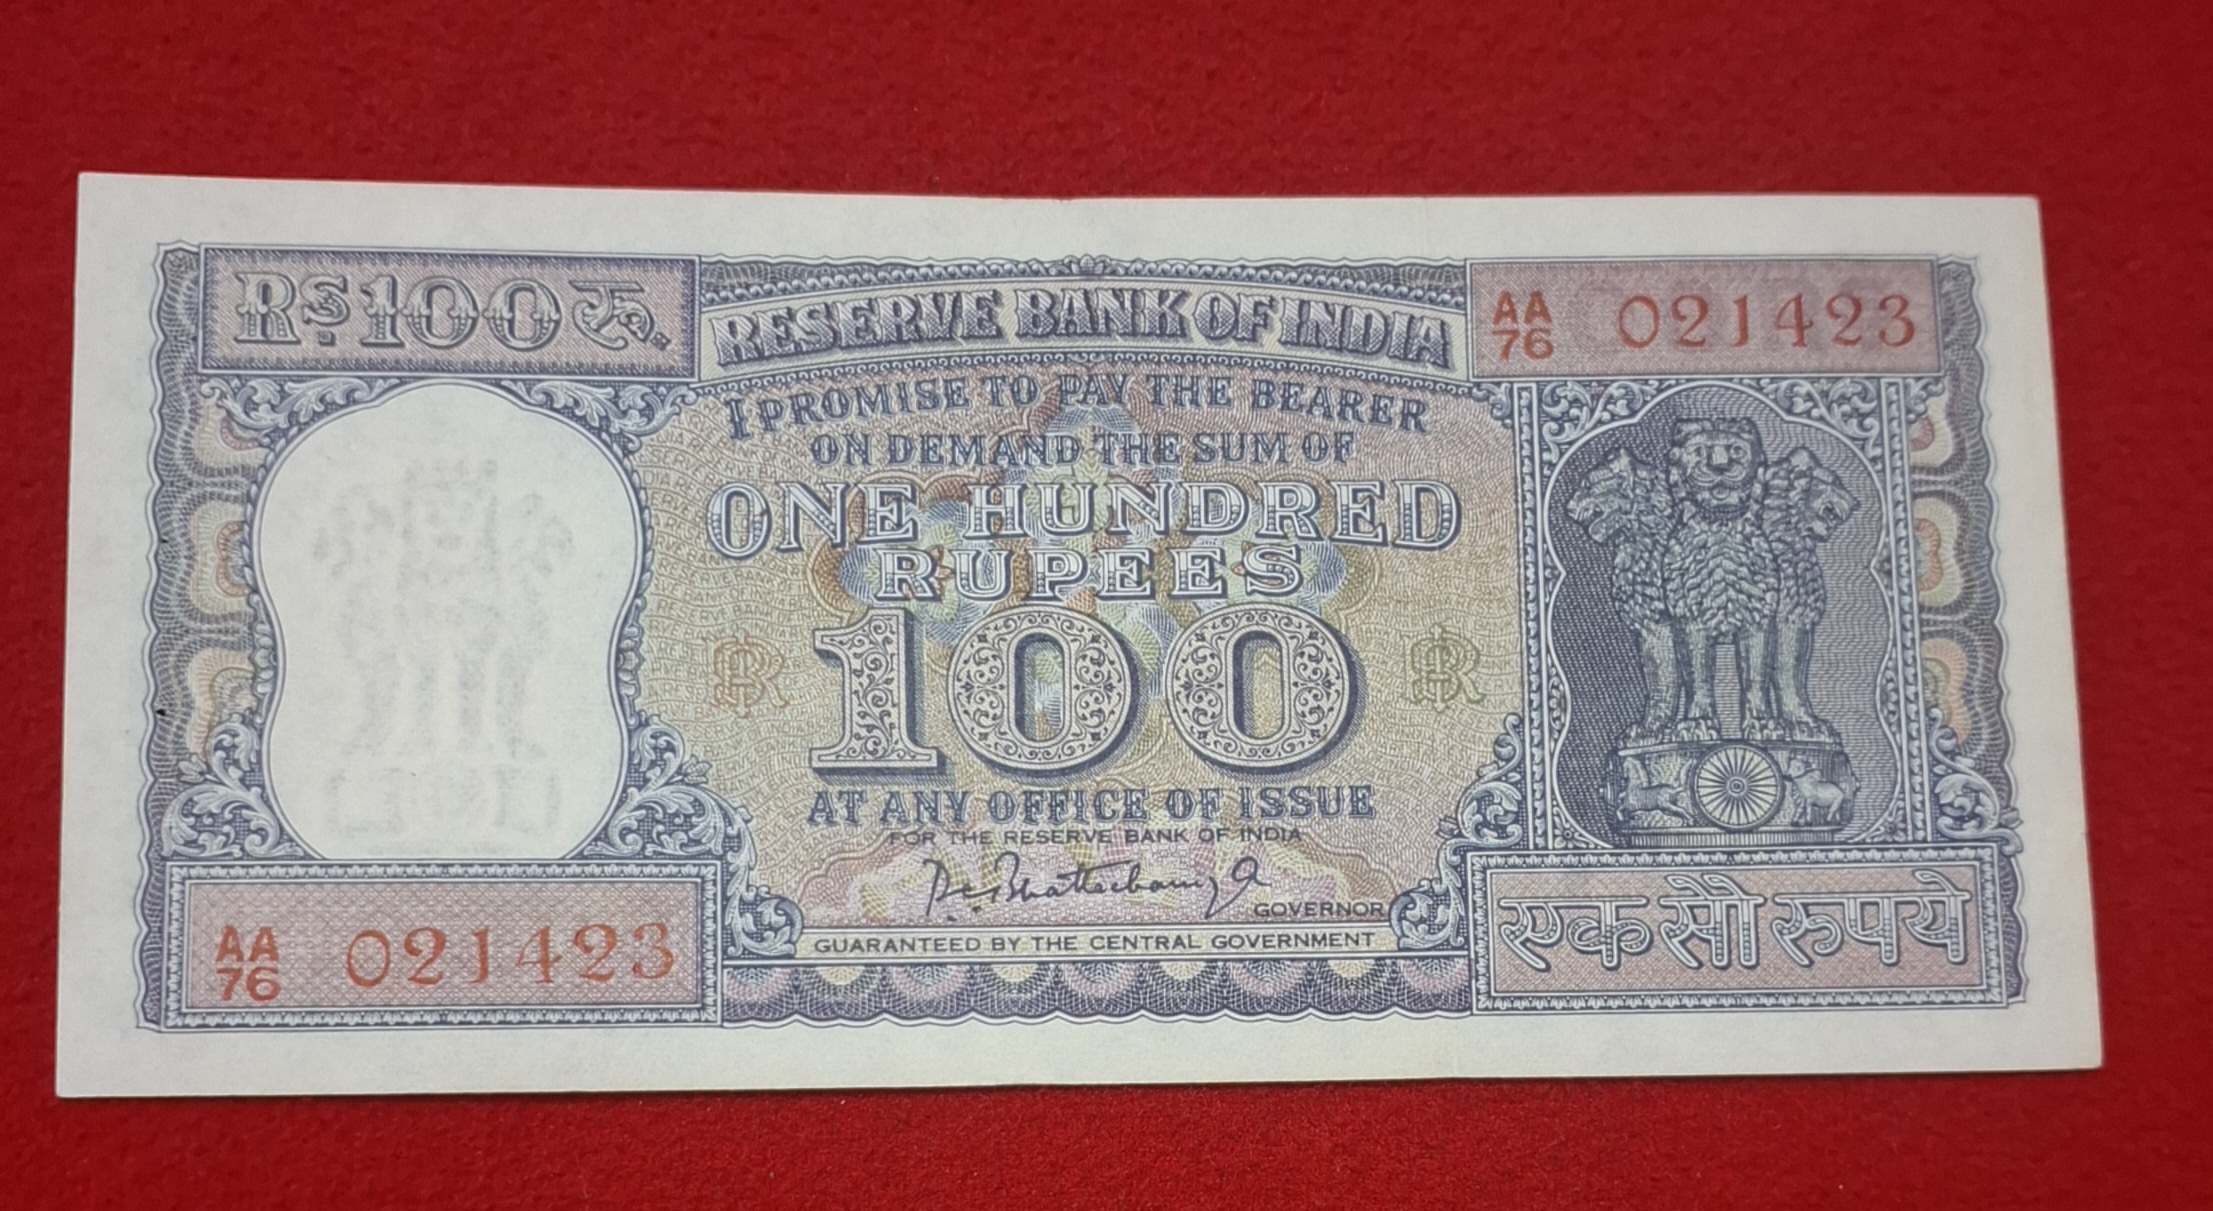 Rs. 100 रु.
RESERVE BANK OF INDIA
AA
76
021423
I PROMISE TO PAY THE BEARER
ON DEMAND THE SUM OF
ONE HUNDRED
RUPEES
100
AT ANY OFFICE OF ISSUE
FOR THE RESERVE BANK OF INDIA
P.C. Bhattacharyya
GOVERNOR
GUARANTEED BY THE CENTRAL GOVERNMENT
AA
76
021423
एक सौ रुपये